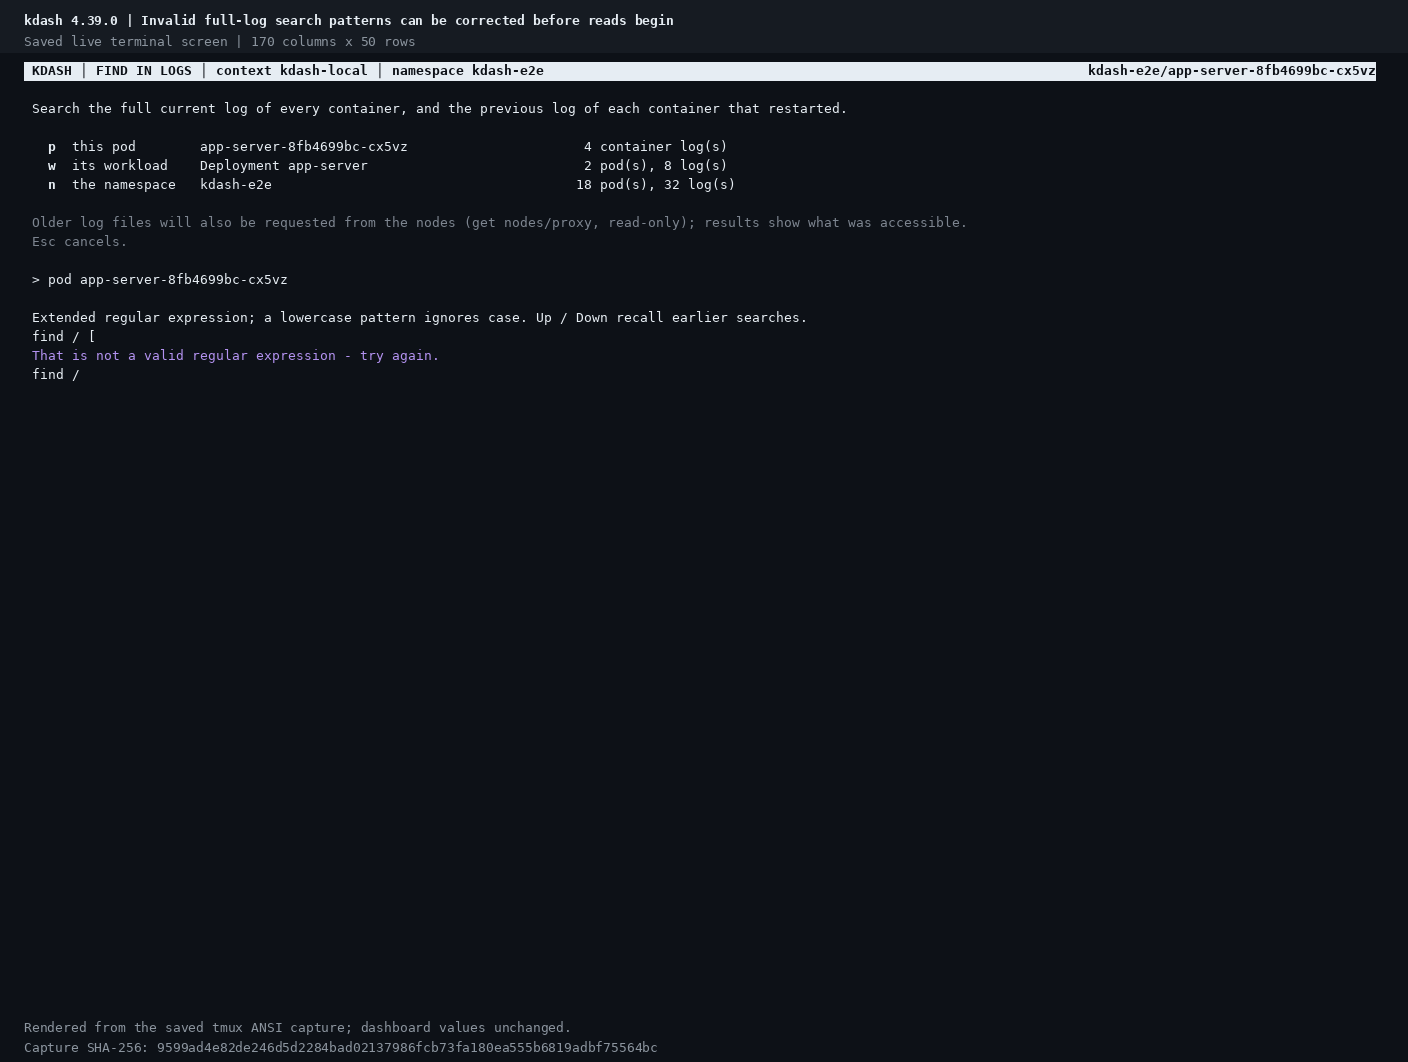 kdash 4.39.0 | Invalid full-log search patterns can be corrected before reads begin
Saved live terminal screen | 170 columns x 50 rows
KDASH │ FIND IN LOGS │ context kdash-local │ namespace kdash-e2e kdash-e2e/app-server-8fb4699bc-cx5vz
Search the full current log of every container, and the previous log of each container that restarted.
p this pod app-server-8fb4699bc-cx5vz 4 container log(s)
w its workload Deployment app-server 2 pod(s), 8 log(s)
n the namespace kdash-e2e 18 pod(s), 32 log(s)
Older log files will also be requested from the nodes (get nodes/proxy, read-only); results show what was accessible.
Esc cancels.
> pod app-server-8fb4699bc-cx5vz
Extended regular expression; a lowercase pattern ignores case. Up / Down recall earlier searches.
find / [
That is not a valid regular expression - try again.
find /
Rendered from the saved tmux ANSI capture; dashboard values unchanged.
Capture SHA-256: 9599ad4e82de246d5d2284bad02137986fcb73fa180ea555b6819adbf75564bc